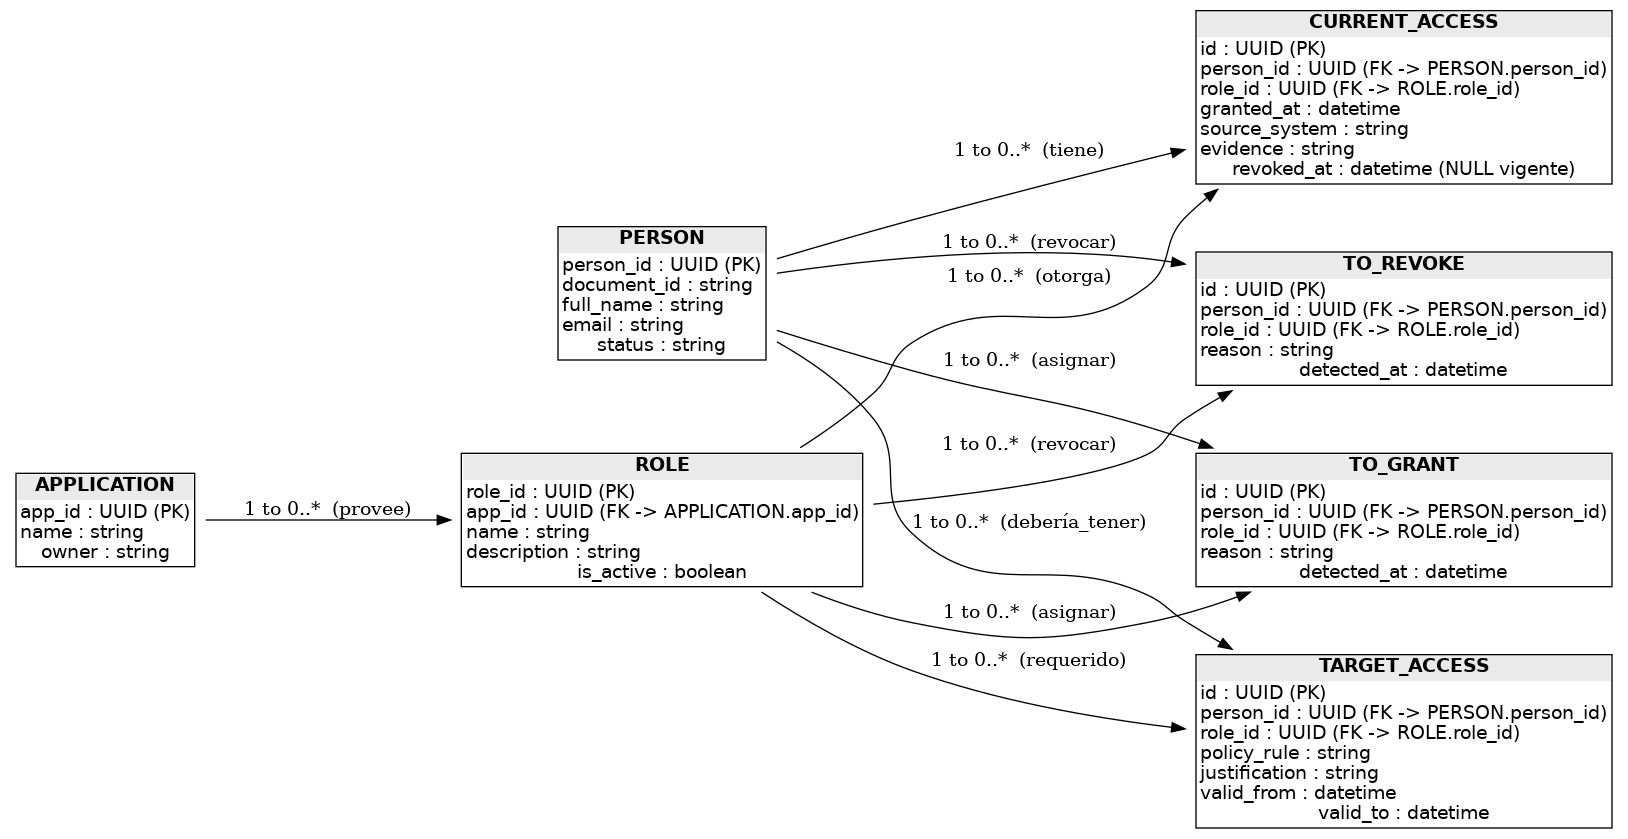 CURRENT_ACCESS
id : UUID (PK)
person_id : UUID (FK -> PERSON.person_id)
role_id : UUID (FK -> ROLE.role_id)
granted_at : datetime
source_system : string
evidence : string
revoked_at : datetime (NULL vigente)
1 to 0..* (tiene)
PERSON
person_id : UUID (PK)
document_id : string
full_name : string
email : string
status : string
1 to 0..* (revocar)
1 to 0..* (otorga)
TO_REVOKE
id : UUID (PK)
person_id : UUID (FK -> PERSON.person_id)
role_id : UUID (FK -> ROLE.role_id)
reason : string
detected_at : datetime
1 to 0..* (asignar)
1 to 0..* (revocar)
APPLICATION
app_id : UUID (PK)
name : string
owner : string
1 to 0..* (provee)
ROLE
role_id : UUID (PK)
app_id : UUID (FK -> APPLICATION.app_id)
name : string
description : string
is_active : boolean
1 to 0..* (debería_tener)
TO_GRANT
id : UUID (PK)
person_id : UUID (FK -> PERSON.person_id)
role_id : UUID (FK -> ROLE.role_id)
reason : string
detected_at : datetime
1 to 0..* (asignar)
1 to 0..* (requerido)
TARGET_ACCESS
id : UUID (PK)
person_id : UUID (FK -> PERSON.person_id)
role_id : UUID (FK -> ROLE.role_id)
policy_rule : string
justification : string
valid_from : datetime
valid_to : datetime